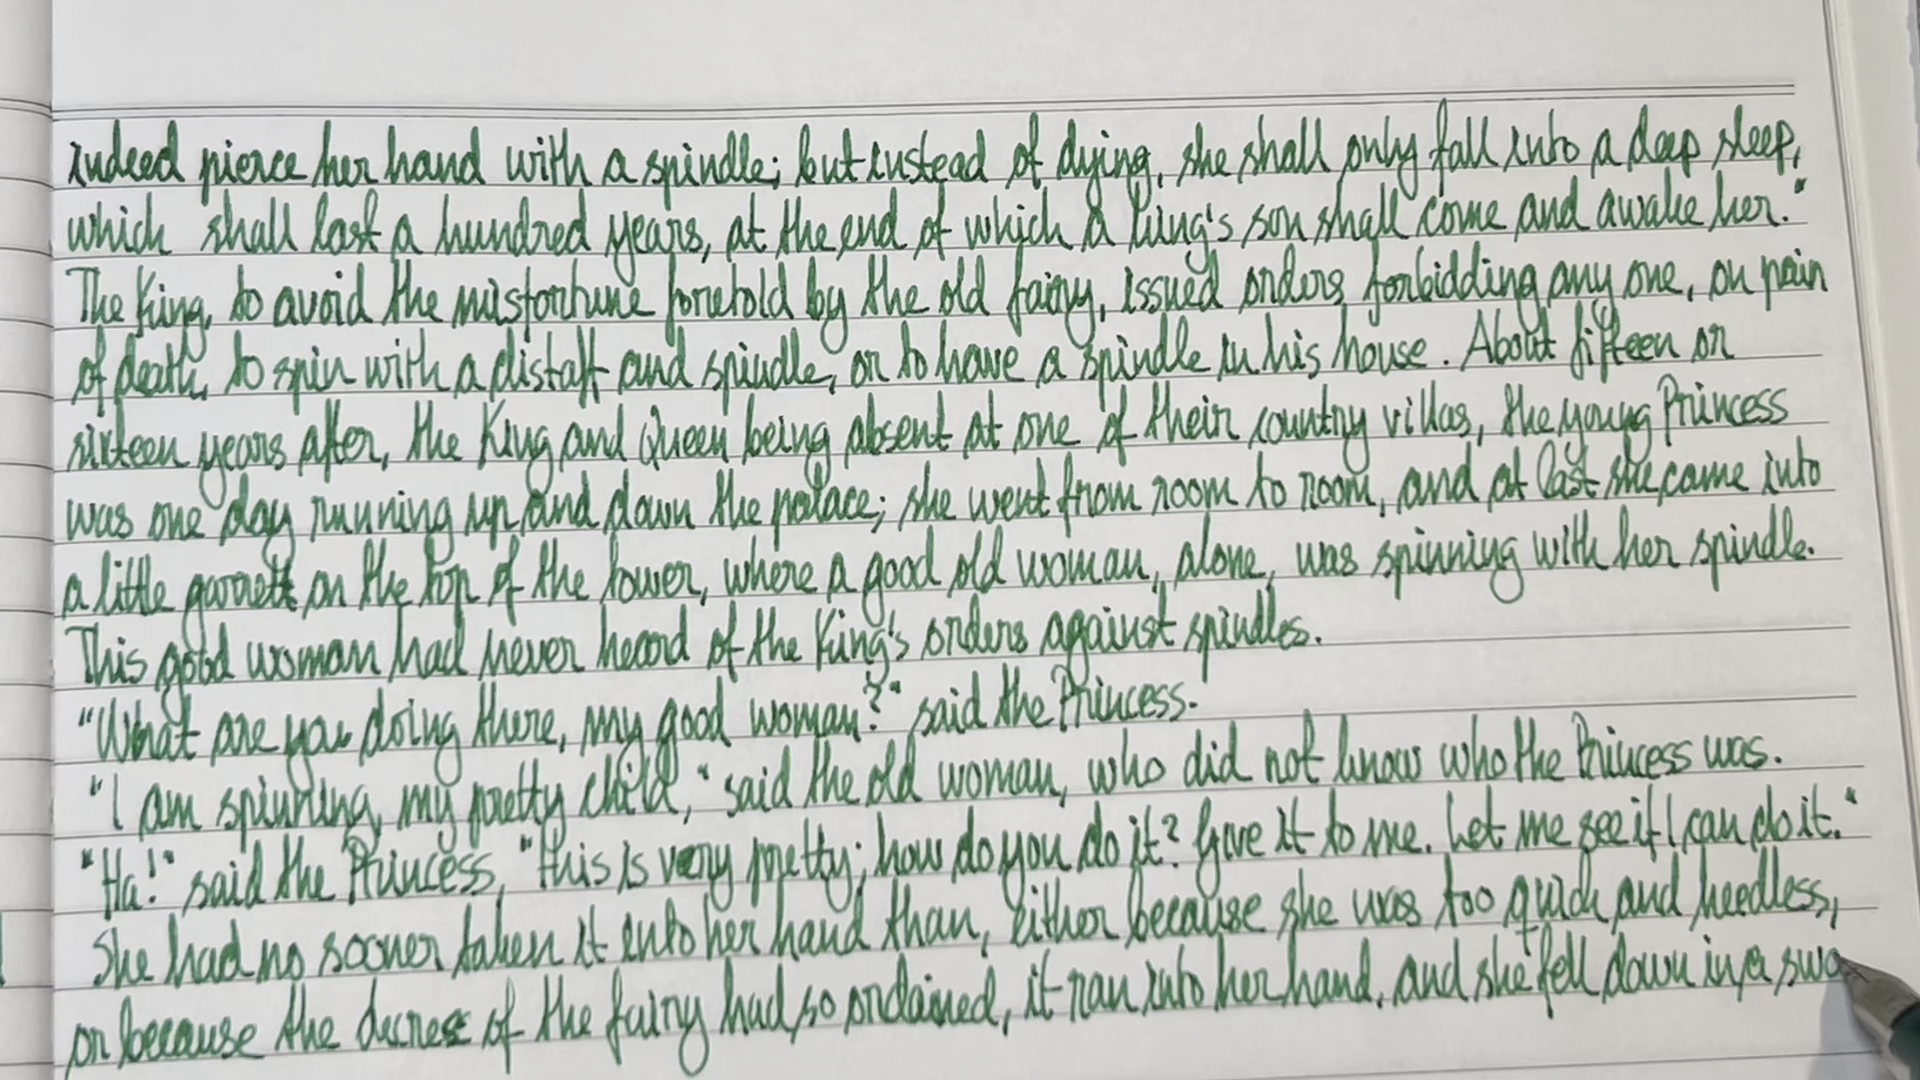 indeed pierce her hand with a spindle; but instead of dying, she shall only fall into a deep sleep,
which shall last a hundred years, at the end of which a king's son shall come and awake her."
The King, to avoid the misfortune foretold by the old fairy, issued orders forbidding any one, on pain
of death, to spin with a distaff and spindle, or to have a spindle in his house. About fifteen or
sixteen years after, the King and Queen being absent at one of their country villas, the young Princess
was one day running up and down the palace; she went from room to room, and at last she came into
a little garrett on the top of the tower, where a good old woman, alone, was spinning with her spindle.
This good woman had never heard of the King's orders against spindles.
"What are you doing there, my good woman?" said the Princess.
"I am spinning, my pretty child," said the old woman, who did not know who the Princess was.
"Ha!" said the Princess, "this is very pretty; how do you do it? Give it to me. Let me see if I can do it."
She had no sooner taken it into her hand than, either because she was too quick and heedless,
or because the decree of the fairy had so ordained, it ran into her hand, and she fell down in a swo